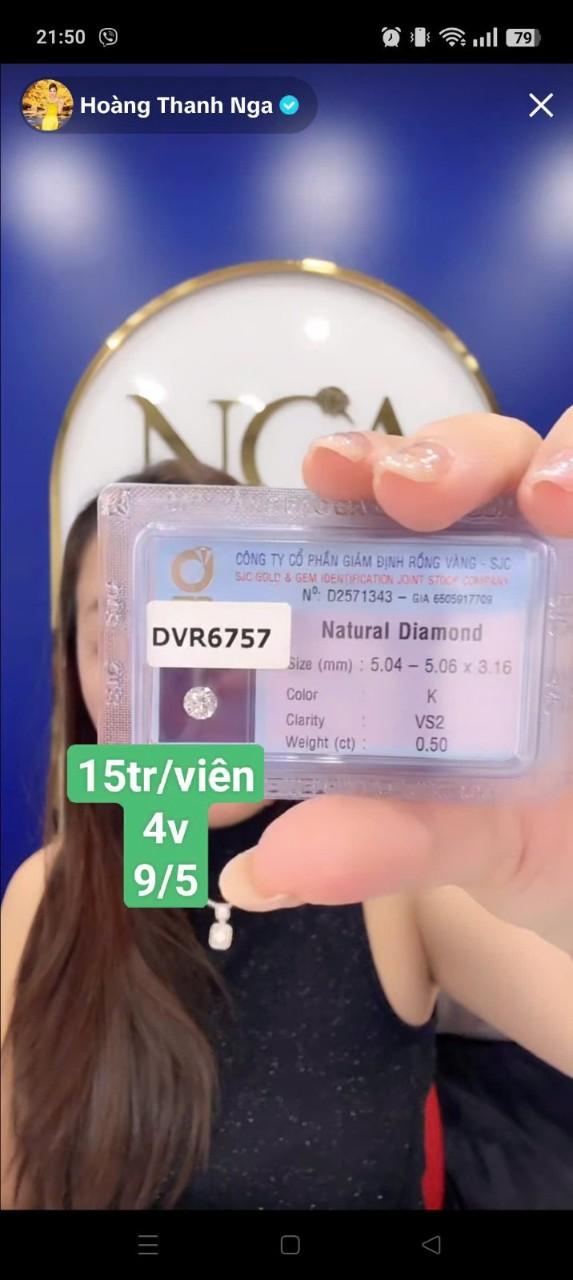 21:50
79
Hoàng Thanh Nga
NGA
CÔNG TY CỔ PHẦN GIÁM ĐỊNH RỒNG VÀNG - SJC
SJC GOLD & GEM IDENTIFICATION JOINT STOCK COMPANY
Nº: D2571343 – GIA 6505917709
DVR6757
Natural Diamond
Size (mm) : 5.04 – 5.06 x 3.16
Color : K
Clarity : VS2
Weight (ct) : 0.50
15tr/viên
4v
9/5